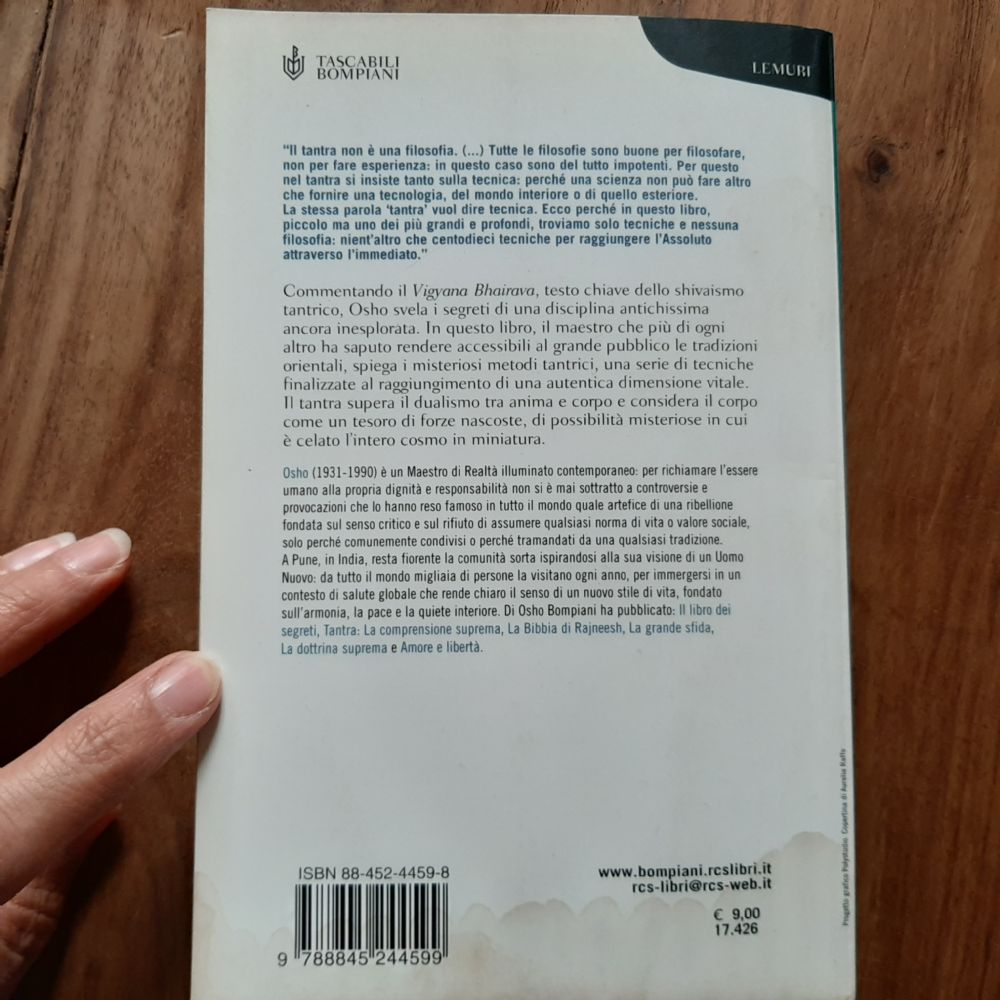 TASCABILI
BOMPIANI
LEMURI
"Il tantra non è una filosofia. (...) Tutte le filosofie sono buone per filosofare,
non per fare esperienza: in questo caso sono del tutto impotenti. Per questo
nel tantra si insiste tanto sulla tecnica: perché una scienza non può fare altro
che fornire una tecnologia, del mondo interiore o di quello esteriore.
La stessa parola 'tantra' vuol dire tecnica. Ecco perché in questo libro,
piccolo ma uno dei più grandi e profondi, troviamo solo tecniche e nessuna
filosofia: nient'altro che centodieci tecniche per raggiungere l'Assoluto
attraverso l'immediato."
Commentando il Vigyana Bhairava, testo chiave dello shivaismo
tantrico, Osho svela i segreti di una disciplina antichissima
ancora inesplorata. In questo libro, il maestro che più di ogni
altro ha saputo rendere accessibili al grande pubblico le tradizioni
orientali, spiega i misteriosi metodi tantrici, una serie di tecniche
finalizzate al raggiungimento di una autentica dimensione vitale.
Il tantra supera il dualismo tra anima e corpo e considera il corpo
come un tesoro di forze nascoste, di possibilità misteriose in cui
è celato l'intero cosmo in miniatura.
Osho (1931-1990) è un Maestro di Realtà illuminato contemporaneo: per richiamare l'essere
umano alla propria dignità e responsabilità non si è mai sottratto a controversie e
provocazioni che lo hanno reso famoso in tutto il mondo quale artefice di una ribellione
fondata sul senso critico e sul rifiuto di assumere qualsiasi norma di vita o valore sociale,
solo perché comunemente condivisi o perché tramandati da una qualsiasi tradizione.
A Pune, in India, resta fiorente la comunità sorta ispirandosi alla sua visione di un Uomo
Nuovo: da tutto il mondo migliaia di persone la visitano ogni anno, per immergersi in un
contesto di salute globale che rende chiaro il senso di un nuovo stile di vita, fondato
sull'armonia, la pace e la quiete interiore. Di Osho Bompiani ha pubblicato: Il libro dei
segreti, Tantra: La comprensione suprema, La Bibbia di Rajneesh, La grande sfida,
La dottrina suprema e Amore e libertà.
Progetto grafico Polystudio. Copertina di Aurelia Raffo
ISBN 88-452-4459-8
9 788845 244599
www.bompiani.rcslibri.it
rcs-libri@rcs-web.it
€ 9,00
17.426